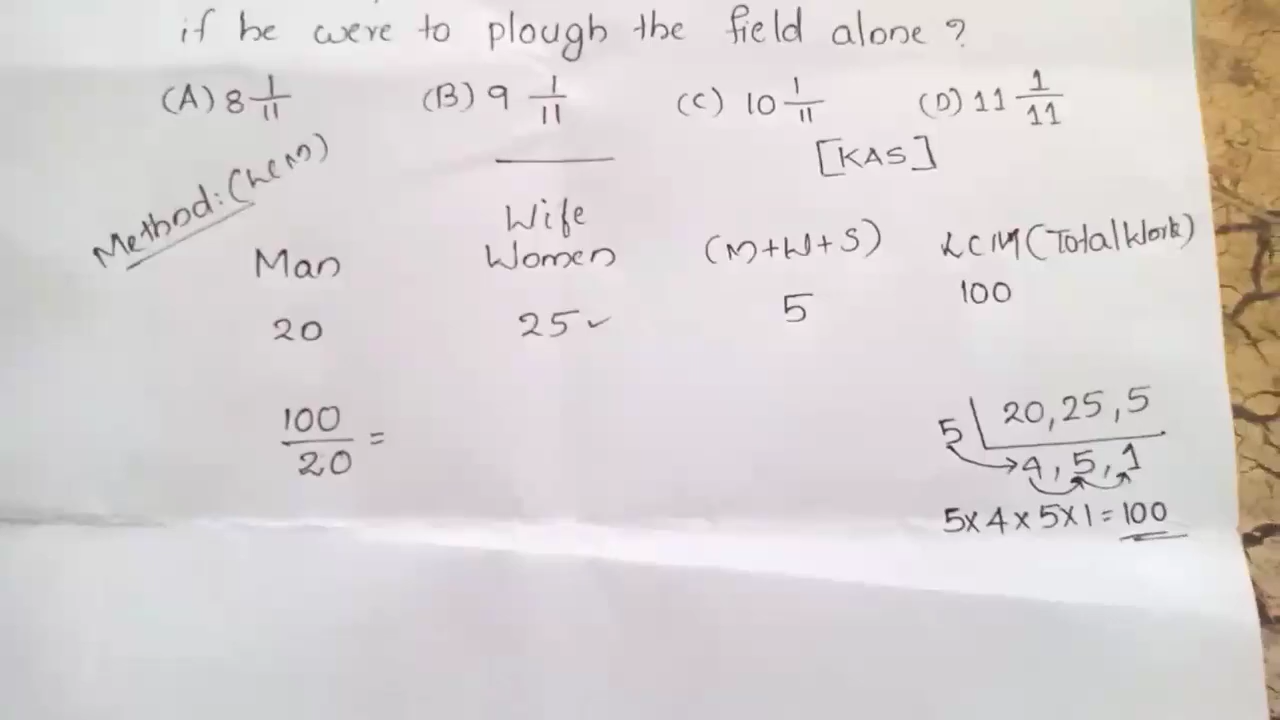 if he were to plough the field alone?
(A) 8 1/11 (B) 9 1/11 (C) 10 1/11 (D) 11 1/11
[KAS]
Method: (LCM)
Man Wife Women (M+W+S) LCM (Total Work)
20 25✓ 5 100
100/20 =
5 | 20, 25, 5
4, 5, 1
5x4x5x1=100